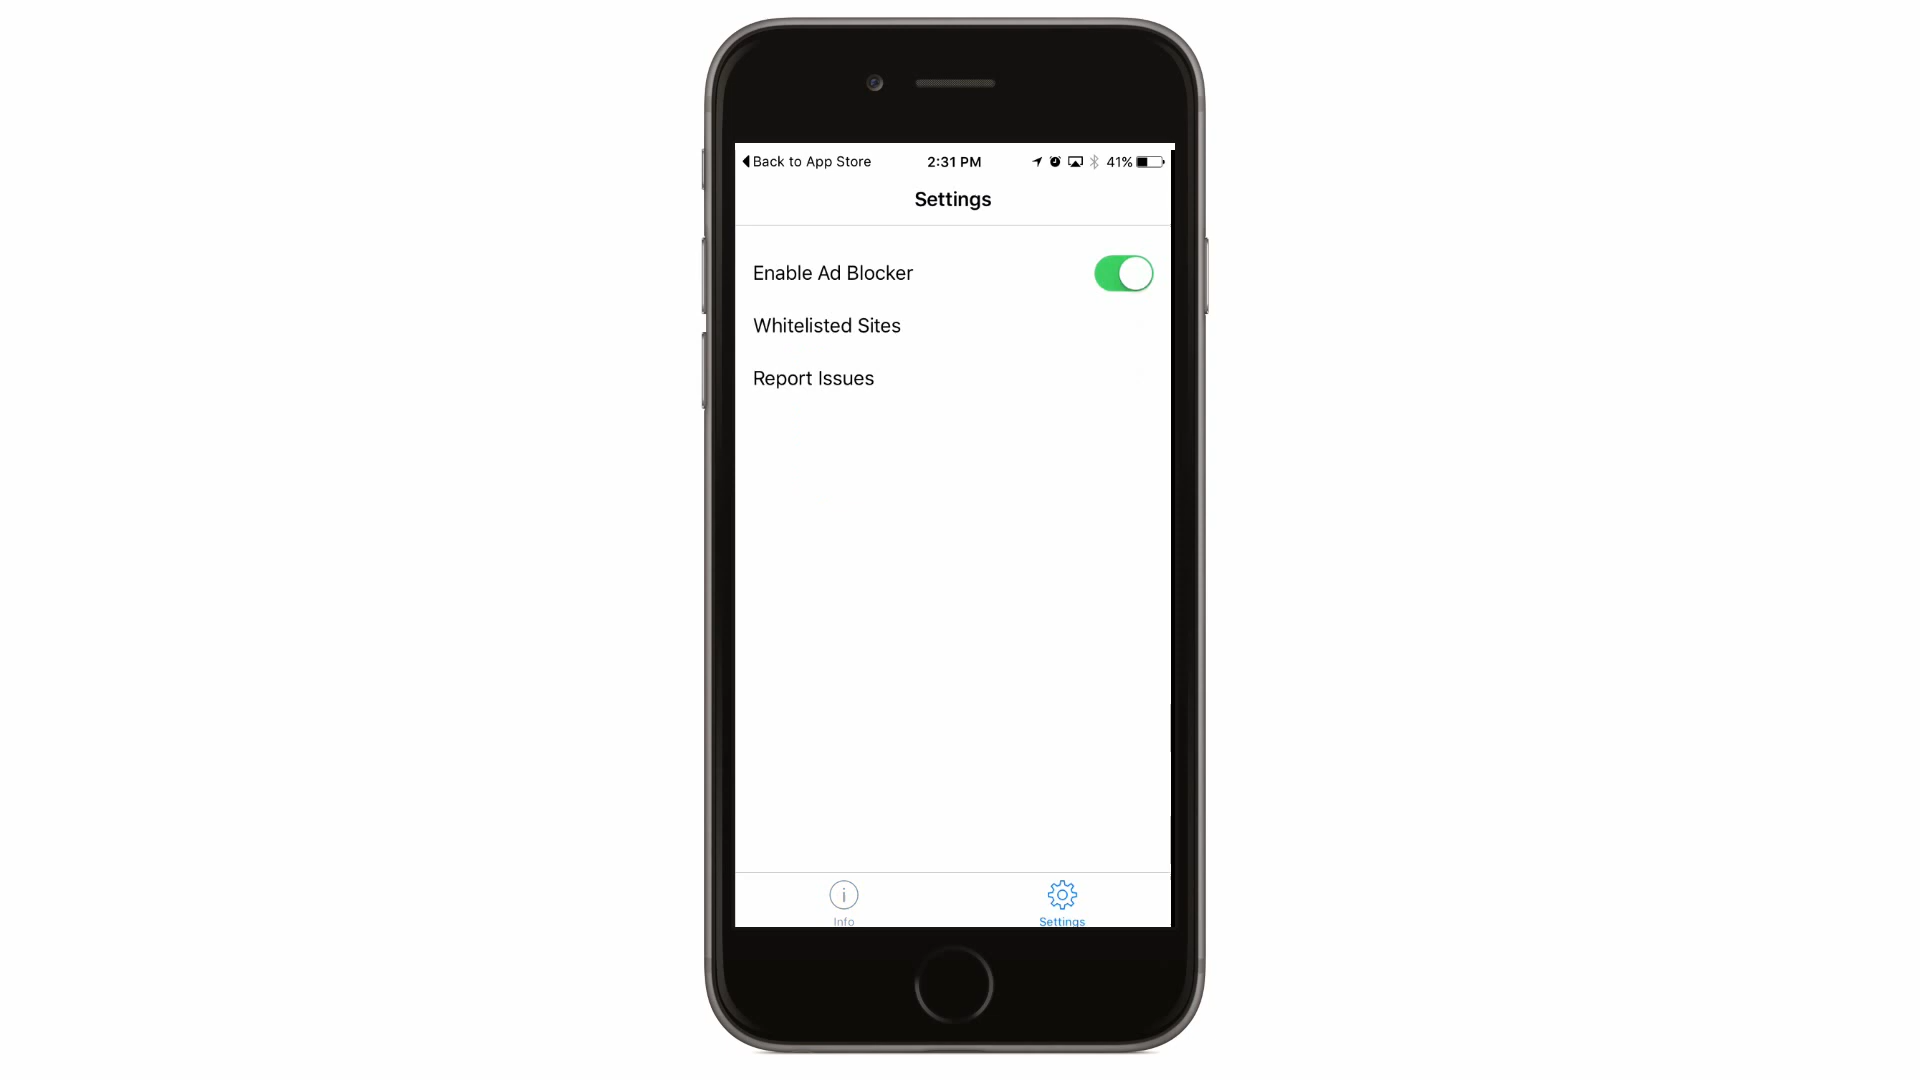 Back to App Store 2:31 PM 41%
Settings
Enable Ad Blocker
Whitelisted Sites
Report Issues
Info Settings